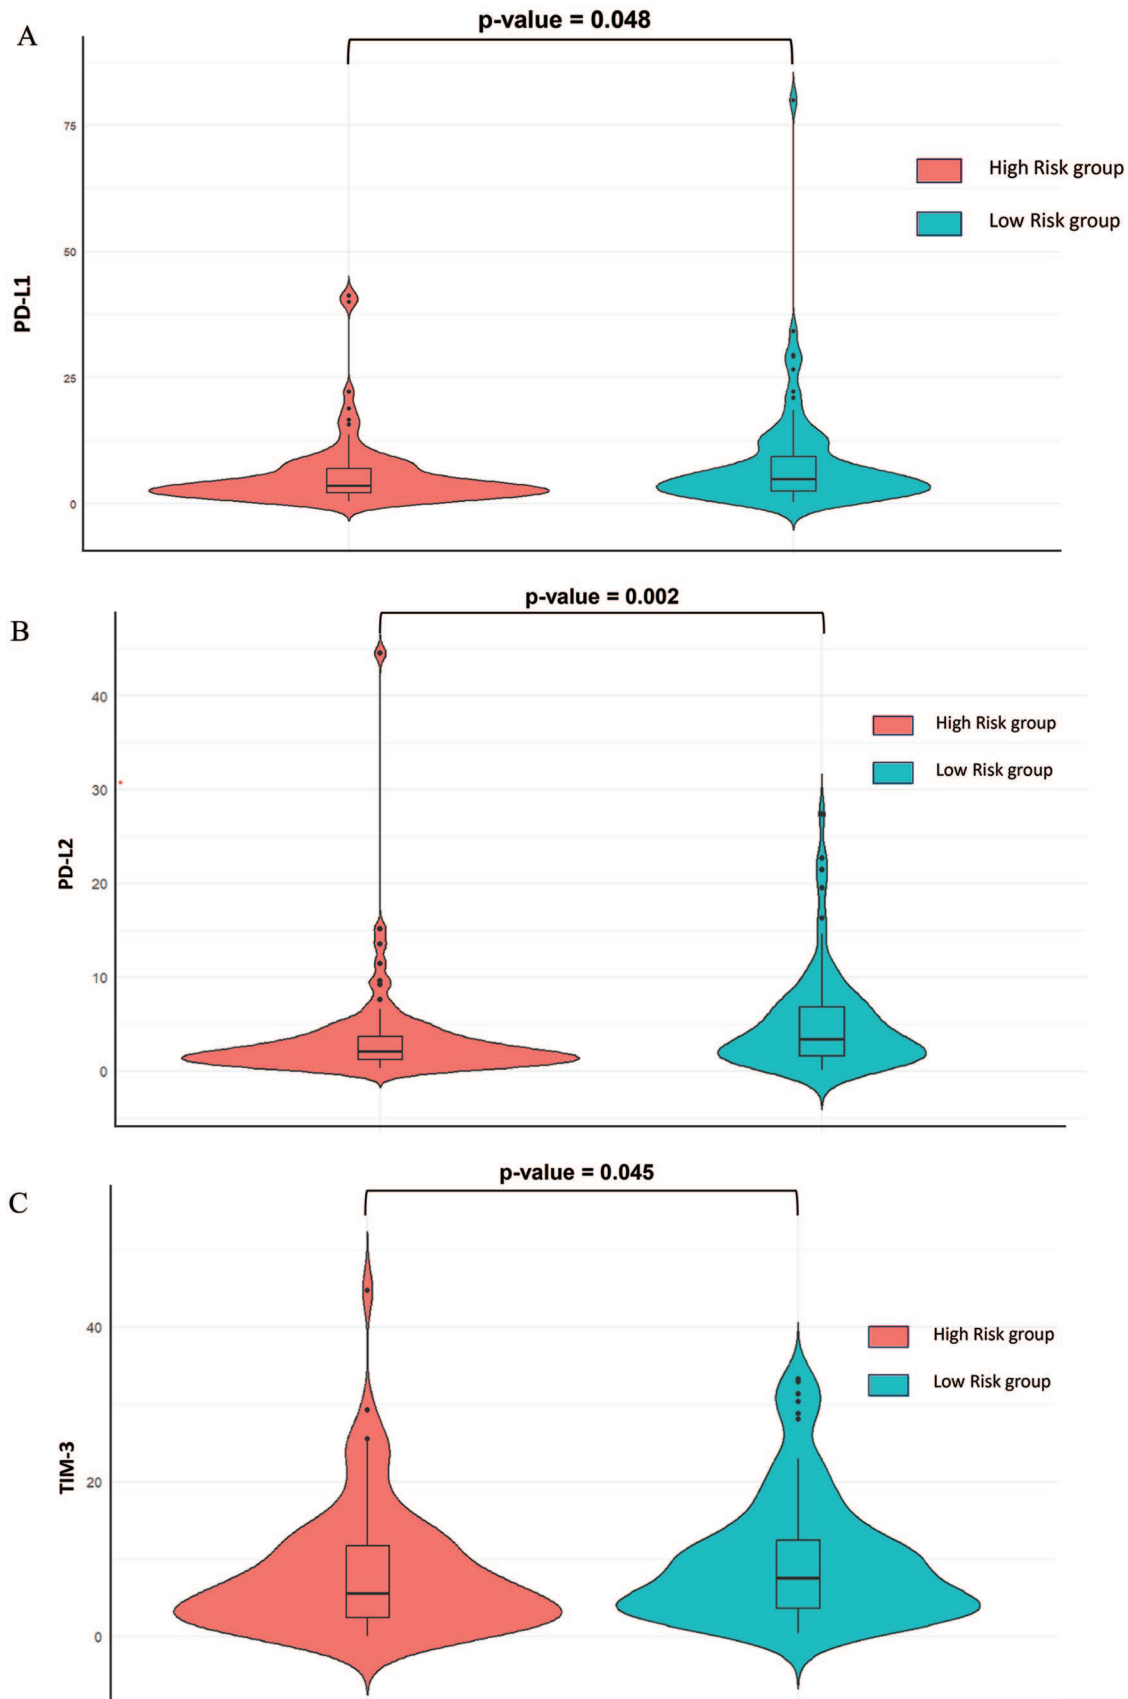 A
p-value = 0.048
75
High Risk group
Low Risk group
50
PD-L1
25
0
B
p-value = 0.002
40
High Risk group
Low Risk group
30
PD-L2
20
10
0
C
p-value = 0.045
40
High Risk group
Low Risk group
TIM-3
20
0